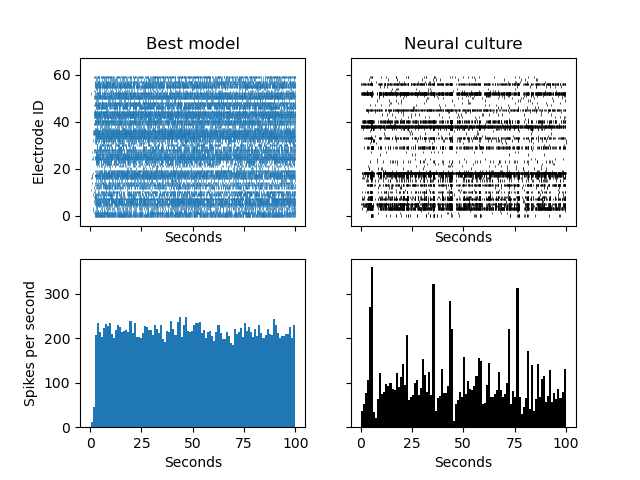 Best model
Neural culture
Electrode ID
60
40
20
0
Seconds
Seconds
Spikes per second
300
200
100
0
0 25 50 75 100
0 25 50 75 100
Seconds
Seconds